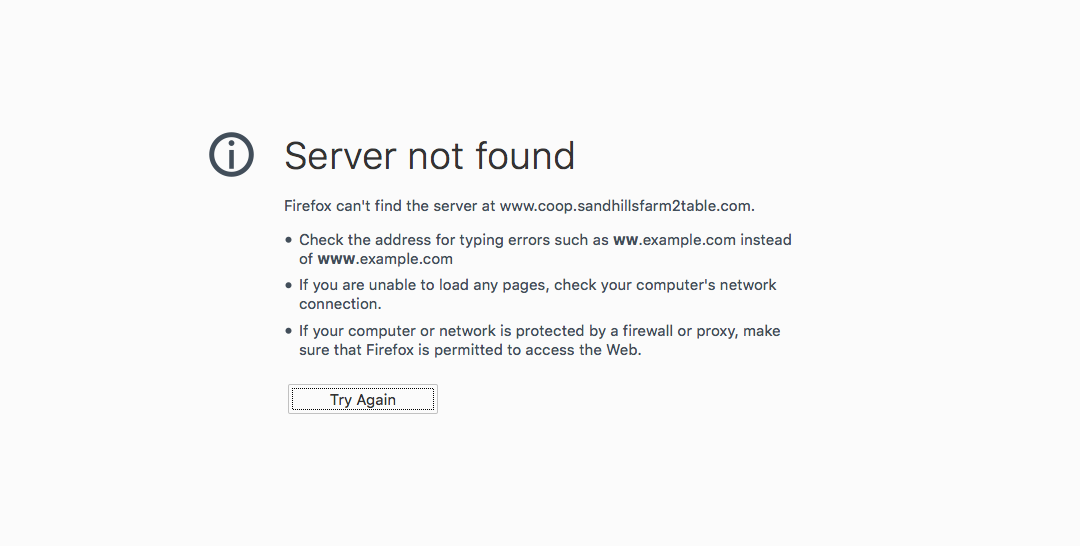 Server not found
Firefox can't find the server at www.coop.sandhillsfarm2table.com.
• Check the address for typing errors such as ww.example.com instead
of www.example.com
• If you are unable to load any pages, check your computer's network
connection.
• If your computer or network is protected by a firewall or proxy, make
sure that Firefox is permitted to access the Web.
Try Again